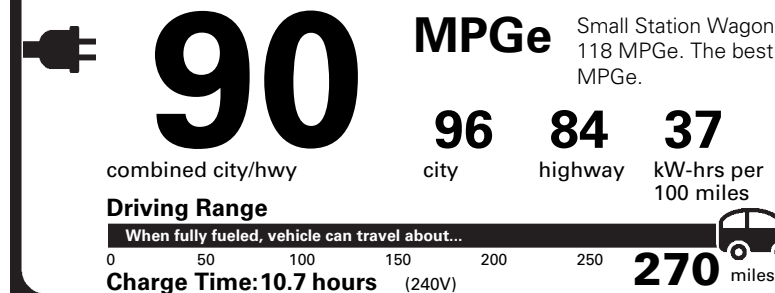 90
MPGe
Small Station Wagon
118 MPGe. The best
MPGe.
96 84 37
combined city/hwy city highway kW-hrs per
100 miles
Driving Range
When fully fueled, vehicle can travel about...
0 50 100 150 200 250 270 miles
Charge Time: 10.7 hours (240V)